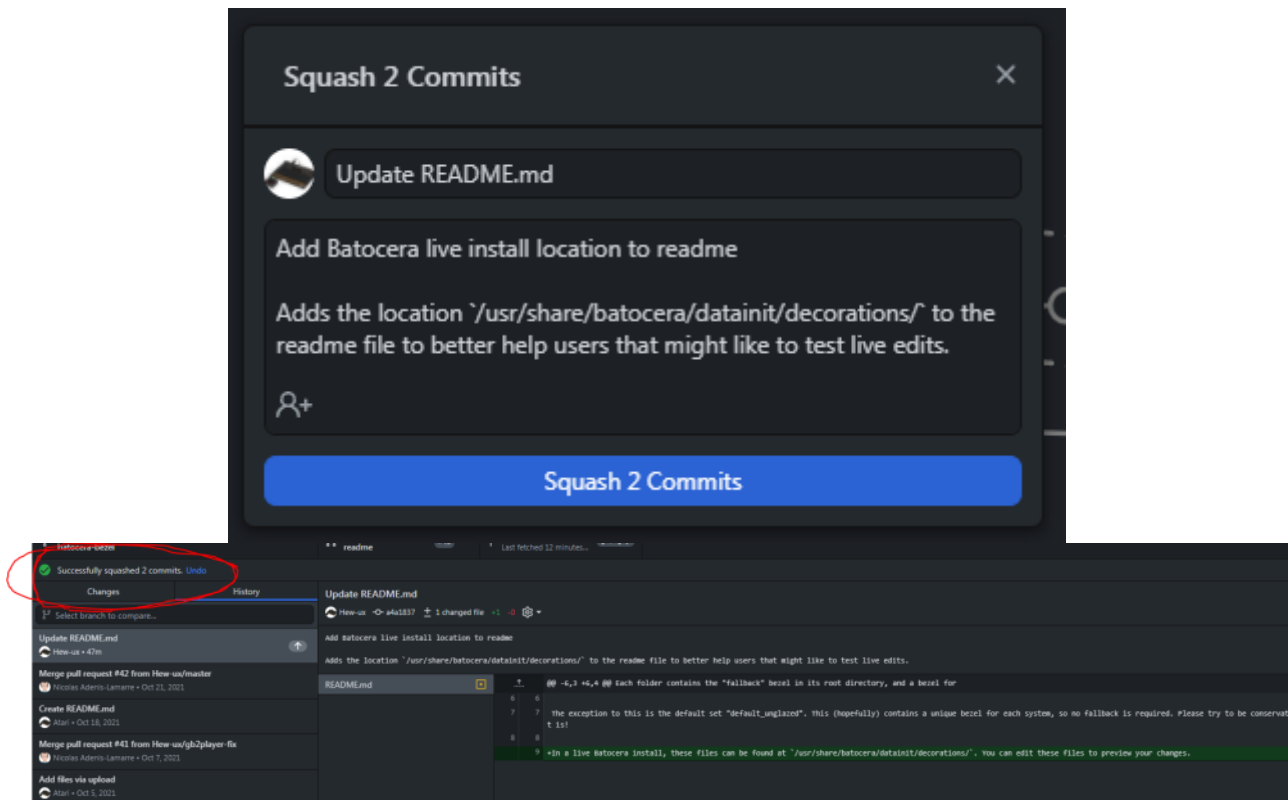 Squash 2 Commits
Update README.md
Add Batocera live install location to readme
Adds the location `/usr/share/batocera/datainit/decorations/` to the
readme file to better help users that might like to test live edits.
Squash 2 Commits
batocera-bezel
readme
Last fetched 12 minutes...
Successfully squashed 2 commits. Undo
Changes
History
Select branch to compare...
Update README.md
Hew-ux • 47m
Merge pull request #42 from Hew-ux/master
Nicolas Adenis-Lamarre • Oct 21, 2021
Create README.md
Atari • Oct 18, 2021
Merge pull request #41 from Hew-ux/gb2player-fix
Nicolas Adenis-Lamarre • Oct 7, 2021
Add files via upload
Atari • Oct 5, 2021
Update README.md
Hew-ux a4a1837 1 changed file +1 -0
Add Batocera live install location to readme
Adds the location `/usr/share/batocera/datainit/decorations/` to the readme file to better help users that might like to test live edits.
README.md
@@ -6,3 +6,4 @@ Each folder contains the "fallback" bezel in its root directory, and a bezel for
6 6
7 7 The exception to this is the default set "default_unglazed". This (hopefully) contains a unique bezel for each system, so no fallback is required. Please try to be conservat
t is!
8 8
9 +In a live Batocera install, these files can be found at `/usr/share/batocera/datainit/decorations/`. You can edit these files to preview your changes.